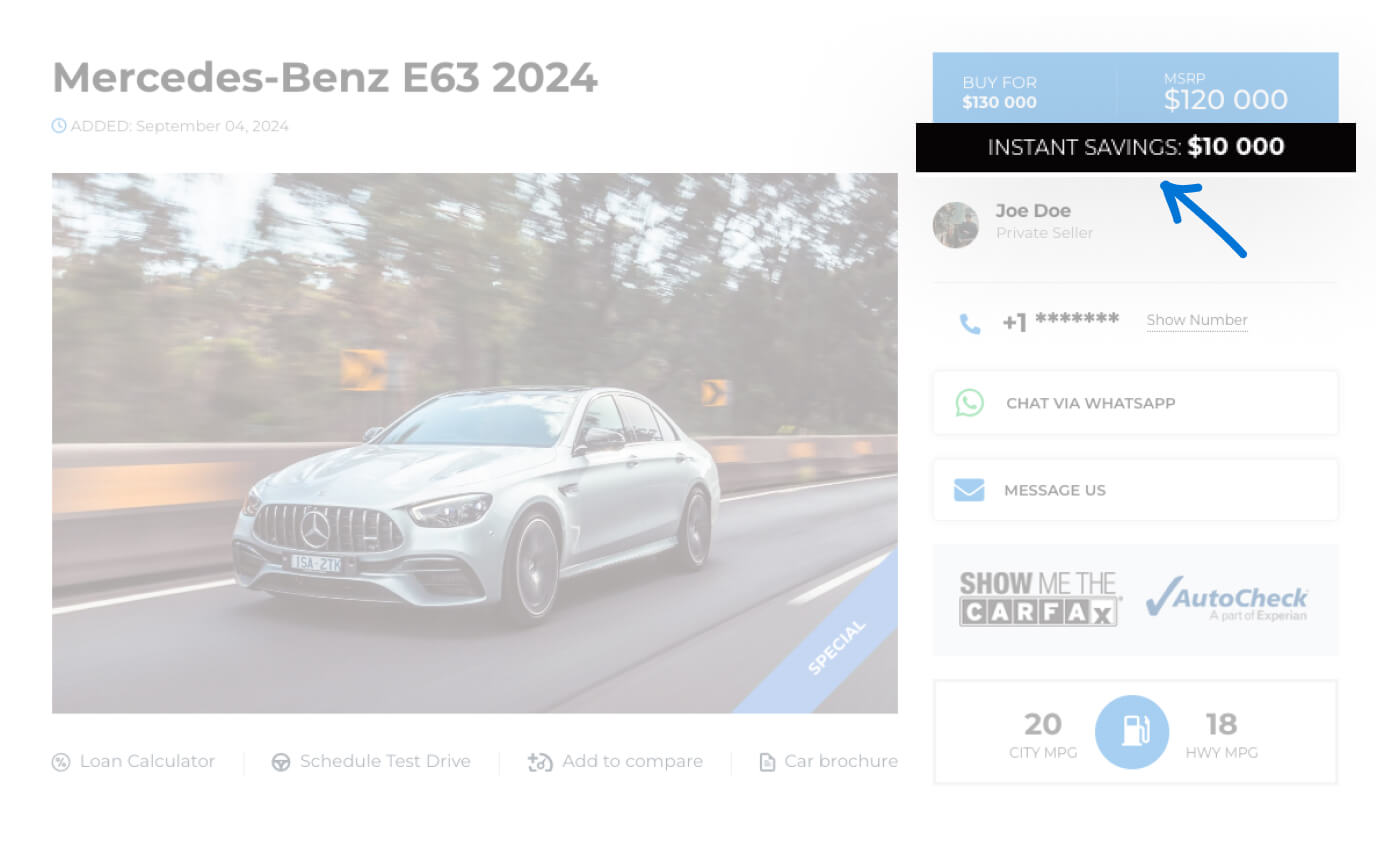 Mercedes-Benz E63 2024
ADDED: September 04, 2024
BUY FOR
$130 000
MSRP
$120 000
INSTANT SAVINGS: $10 000
Joe Doe
Private Seller
+1 ******* Show Number
CHAT VIA WHATSAPP
MESSAGE US
SHOW ME THE
CARFAX
AutoCheck
A part of Experian
1SA-2TK
SPECIAL
20
CITY MPG
18
HWY MPG
Loan Calculator
Schedule Test Drive
Add to compare
Car brochure